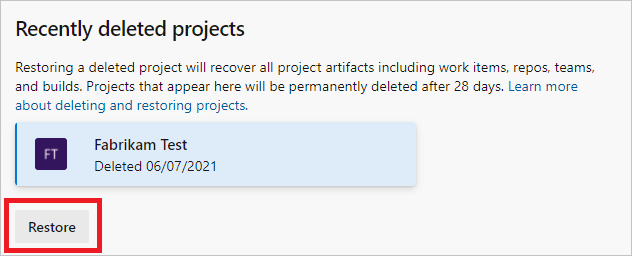 Recently deleted projects
Restoring a deleted project will recover all project artifacts including work items, repos, teams,
and builds. Projects that appear here will be permanently deleted after 28 days. Learn more
about deleting and restoring projects.
FT
Fabrikam Test
Deleted 06/07/2021
Restore